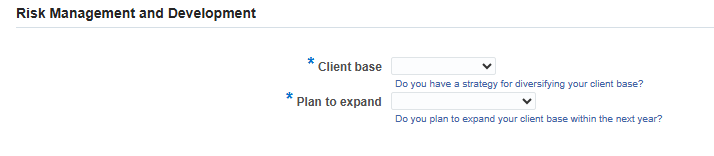 Risk Management and Development
* Client base
Do you have a strategy for diversifying your client base?
* Plan to expand
Do you plan to expand your client base within the next year?